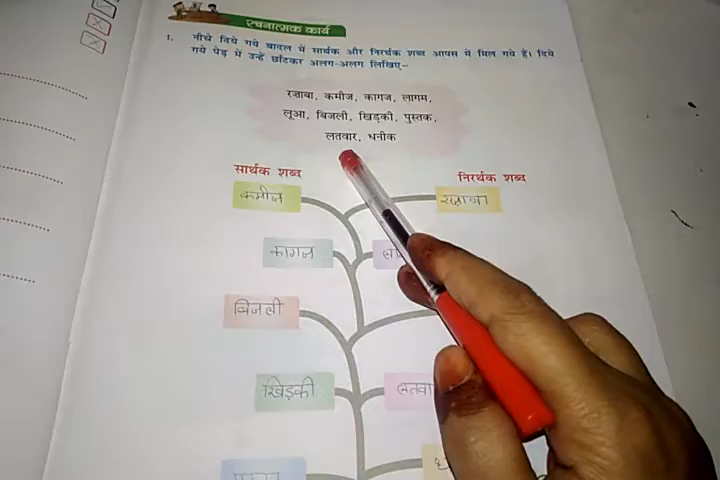 रचनात्मक कार्य
1. नीचे दिये गये बादल में सार्थक और निरर्थक शब्द आपस में मिल गये हैं। दिये
गये पेड़ में उन्हें छाँटकर अलग-अलग लिखिए–
रज़ाबा, कमीज, कागज, लागम,
लूआ, बिजली, खिड़की, पुस्तक,
लतवार, धनीक
सार्थक शब्द निरर्थक शब्द
कमीज रज़ाबा
कागज
बिजली
खिड़की लतवा